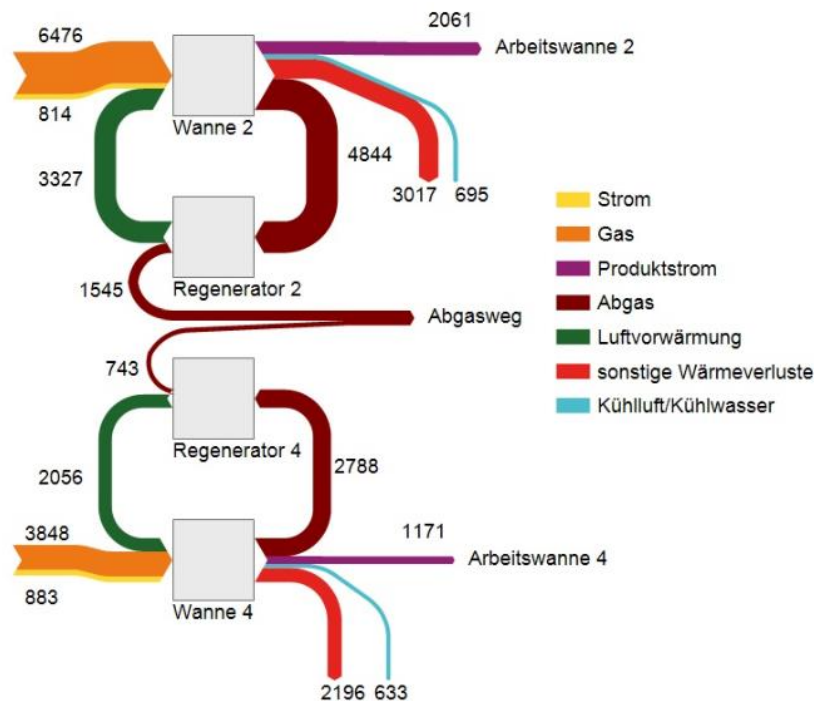 6476
2061
Arbeitswanne 2
814
Wanne 2
4844
3327
3017
695
Strom
Gas
Produktstrom
Abgas
Luftvorwärmung
sonstige Wärmeverluste
Kühlluft/Kühlwasser
Regenerator 2
1545
Abgasweg
743
Regenerator 4
2056
2788
3848
1171
Arbeitswanne 4
883
Wanne 4
2196
633